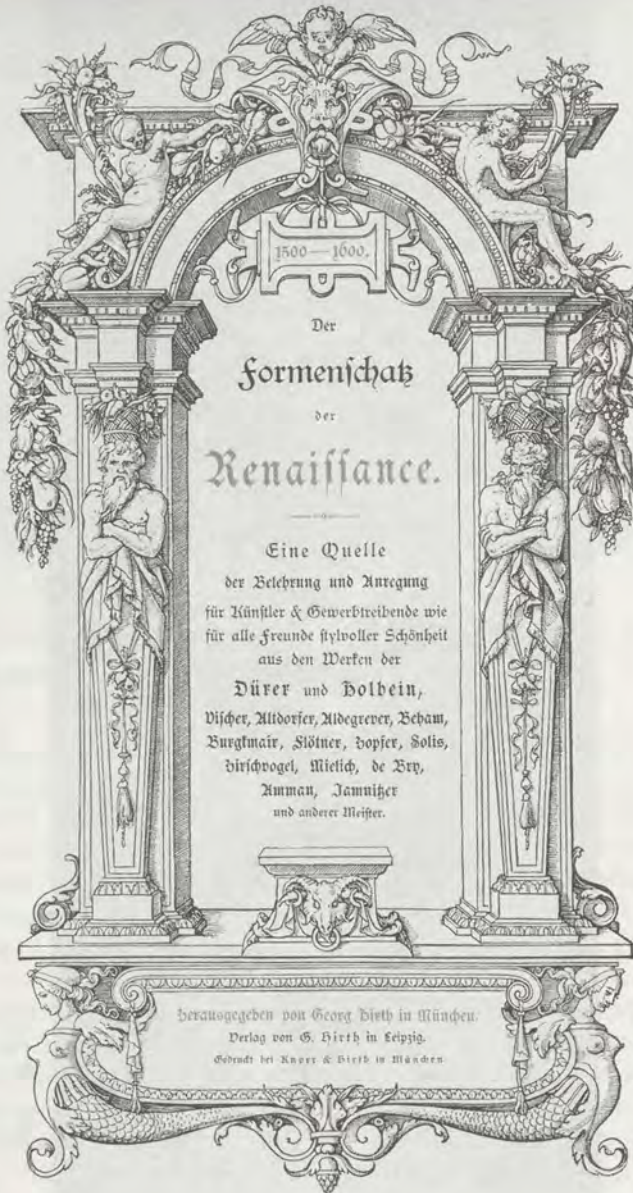 1500—1600.
Der
Formenschatz
der
Renaissance.
Eine Quelle
der Belehrung und Anregung
für Künstler & Gewerbtreibende wie
für alle Freunde stylvoller Schönheit
aus den Werken der
Dürer und Holbein,
Vischer, Altdorfer, Aldegrever, Beham,
Burgkmair, Flötner, Hopfer, Solis,
Hirschvogel, Mielich, de Bry,
Amman, Jamnitzer
und anderer Meister.
Herausgegeben von Georg Hirth in München.
Verlag von G. Hirth in Leipzig.
Gedruckt bei Knorr & Hirth in München